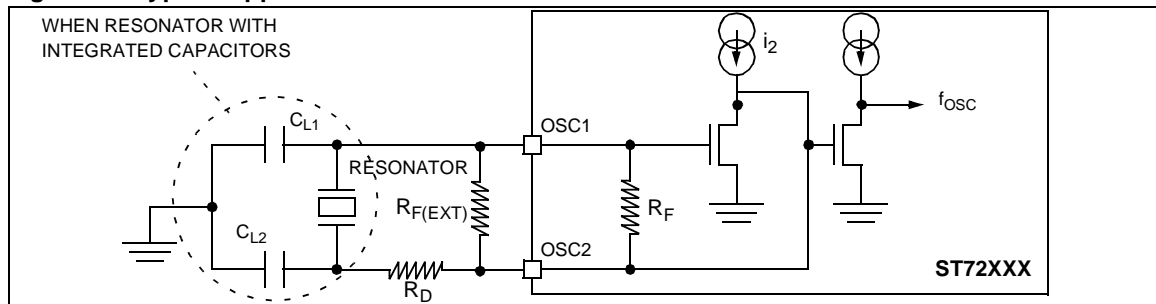 WHEN RESONATOR WITH
INTEGRATED CAPACITORS
i2
fOSC
CL1
OSC1
RESONATOR
RF(EXT)
RF
CL2
OSC2
RD
ST72XXX